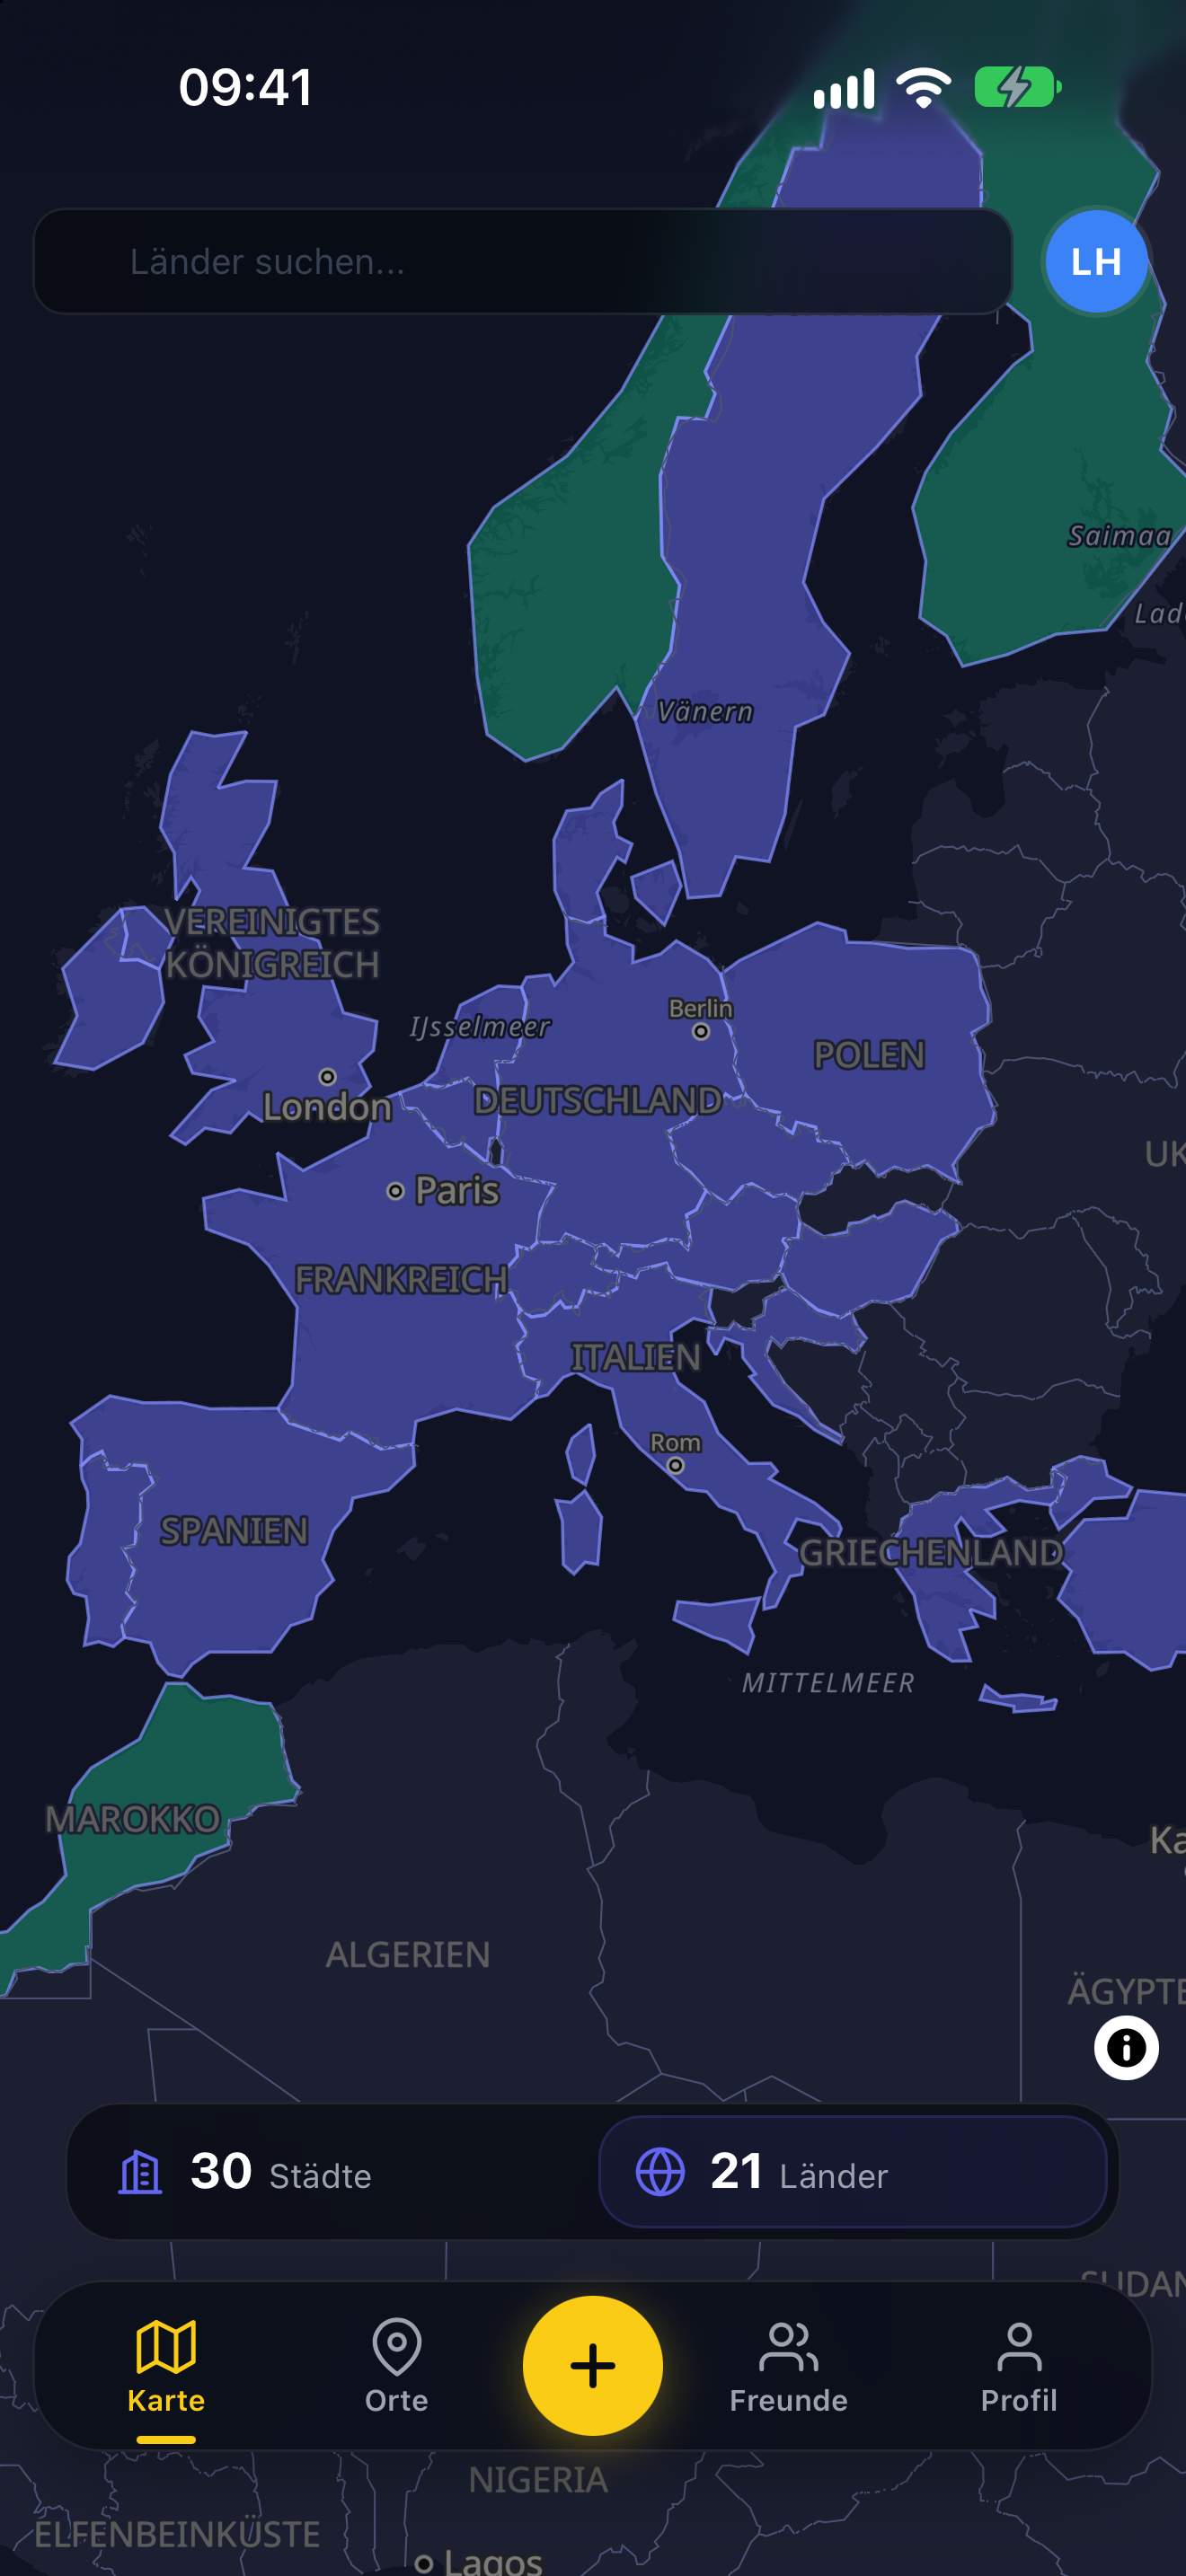 09:41
Länder suchen...
LH
Saimaa
Vänern
VEREINIGTES
KÖNIGREICH
Berlin
IJsselmeer
POLEN
London
DEUTSCHLAND
Paris
FRANKREICH
ITALIEN
Rom
SPANIEN
GRIECHENLAND
MITTELMEER
MAROKKO
ALGERIEN
30 Städte
21 Länder
Karte
Orte
Freunde
Profil
NIGERIA
ELFENBEINKÜSTE
Lagos